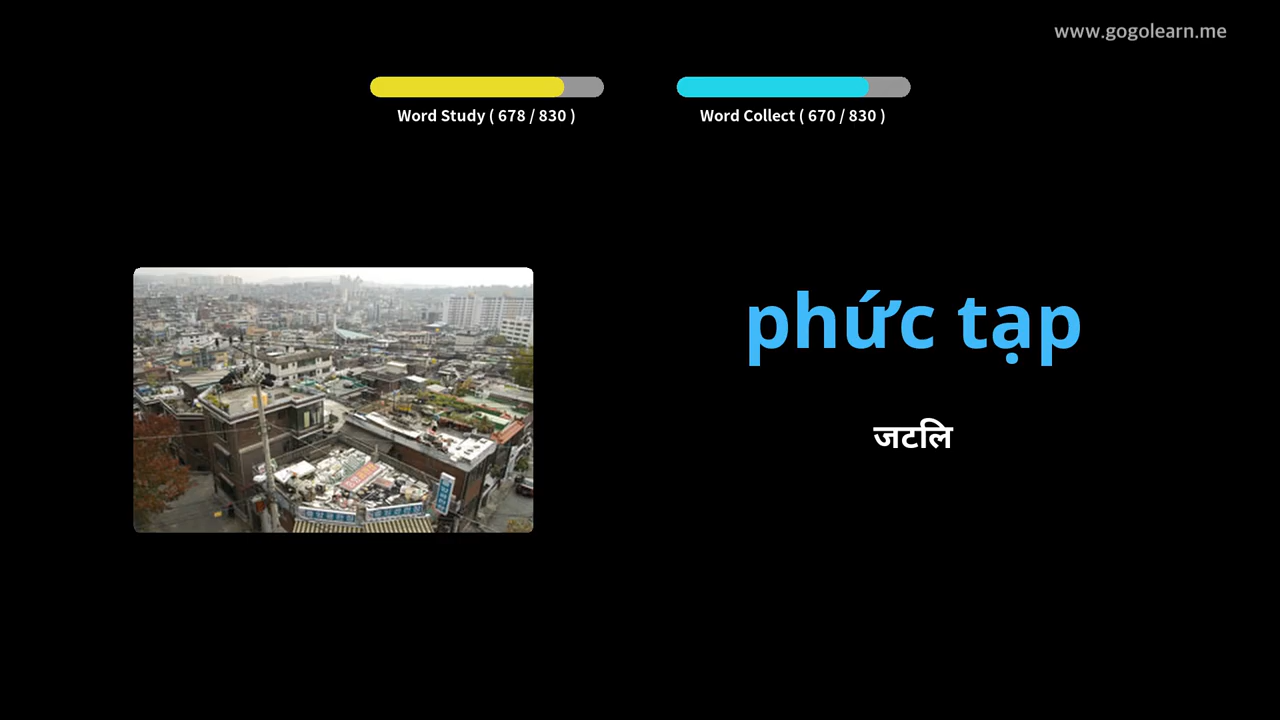 www.gogolearn.me
Word Study ( 678 / 830 )
Word Collect ( 670 / 830 )
phức tạp
जटलि